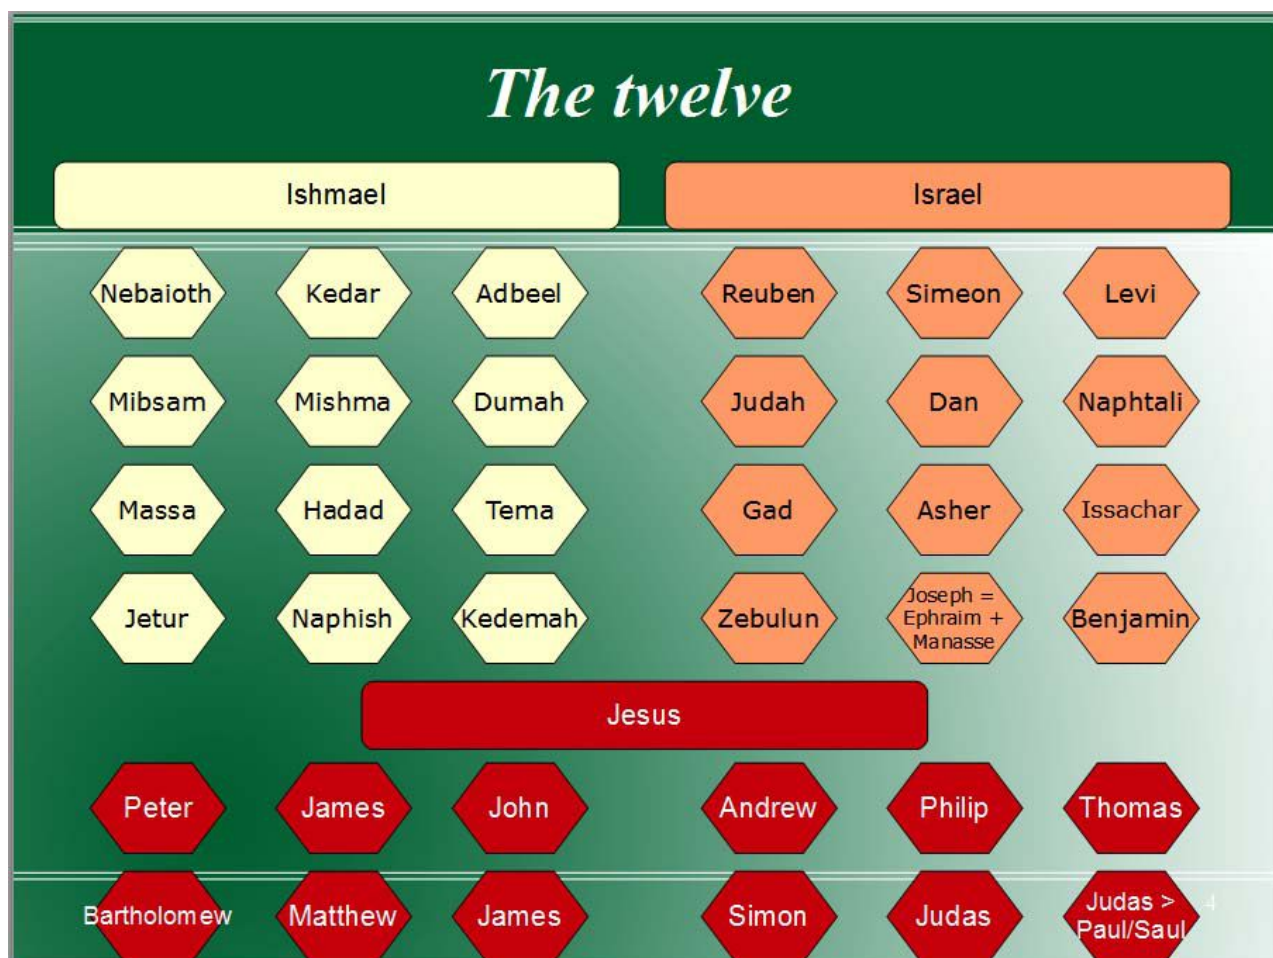 The twelve
Ishmael
Israel
Nebaioth
Kedar
Adbeel
Reuben
Simeon
Levi
Mibsam
Mishma
Dumah
Judah
Dan
Naphtali
Massa
Hadad
Tema
Gad
Asher
Issachar
Jetur
Naphish
Kedemah
Zebulun
Joseph =
Ephraim +
Manasse
Benjamin
Jesus
Peter
James
John
Andrew
Philip
Thomas
Bartholomew
Matthew
James
Simon
Judas
Judas >
Paul/Saul
4